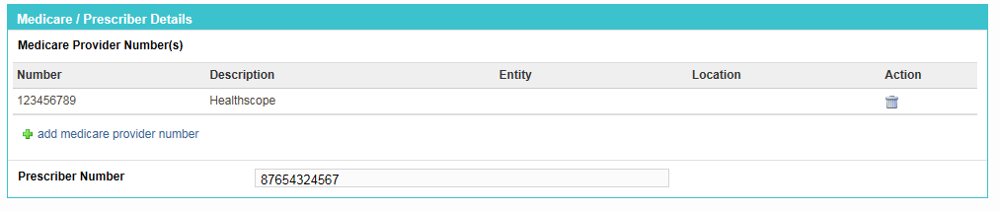 Medicare / Prescriber Details
Medicare Provider Number(s)
Number Description Entity Location Action
123456789 Healthscope
add medicare provider number
Prescriber Number 87654324567